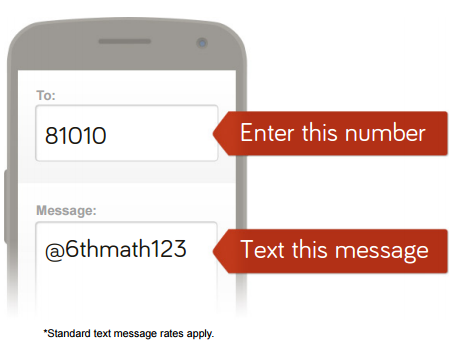 To:
81010
Enter this number
Message:
@6thmath123
Text this message
*Standard text message rates apply.